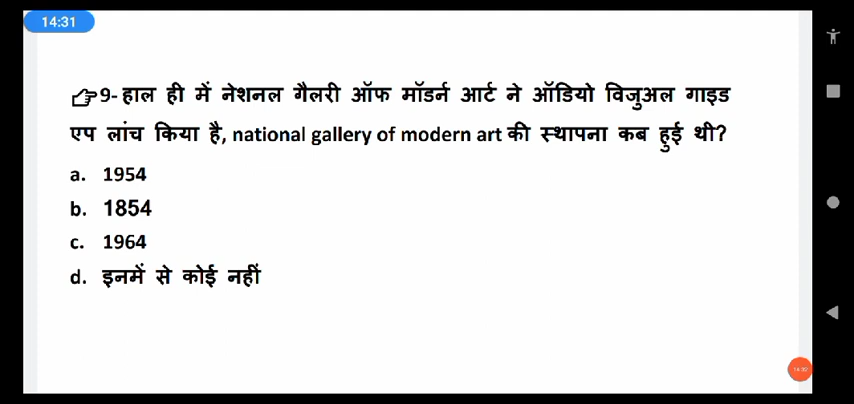 14:31
9-हाल ही में नेशनल गैलरी ऑफ मॉडर्न आर्ट ने ऑडियो विजुअल गाइड
एप लांच किया है, national gallery of modern art की स्थापना कब हुई थी?
a. 1954
b. 1854
c. 1964
d. इनमें से कोई नहीं